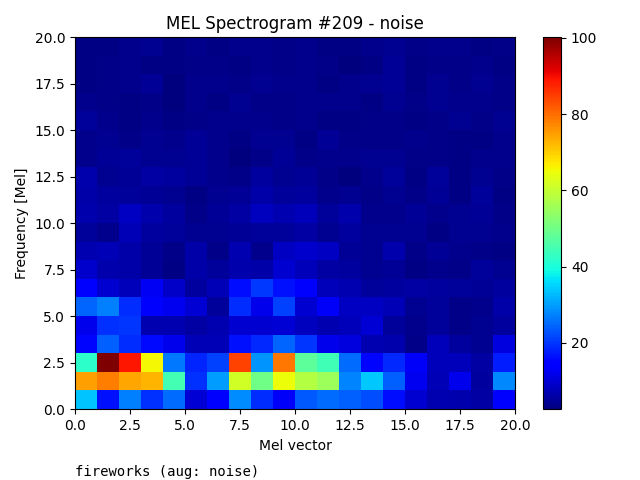 MEL Spectrogram #209 - noise
20.0
17.5
15.0
12.5
10.0
7.5
5.0
2.5
0.0
Frequency [Mel]
0.0 2.5 5.0 7.5 10.0 12.5 15.0 17.5 20.0
Mel vector
100
80
60
40
20
fireworks (aug: noise)